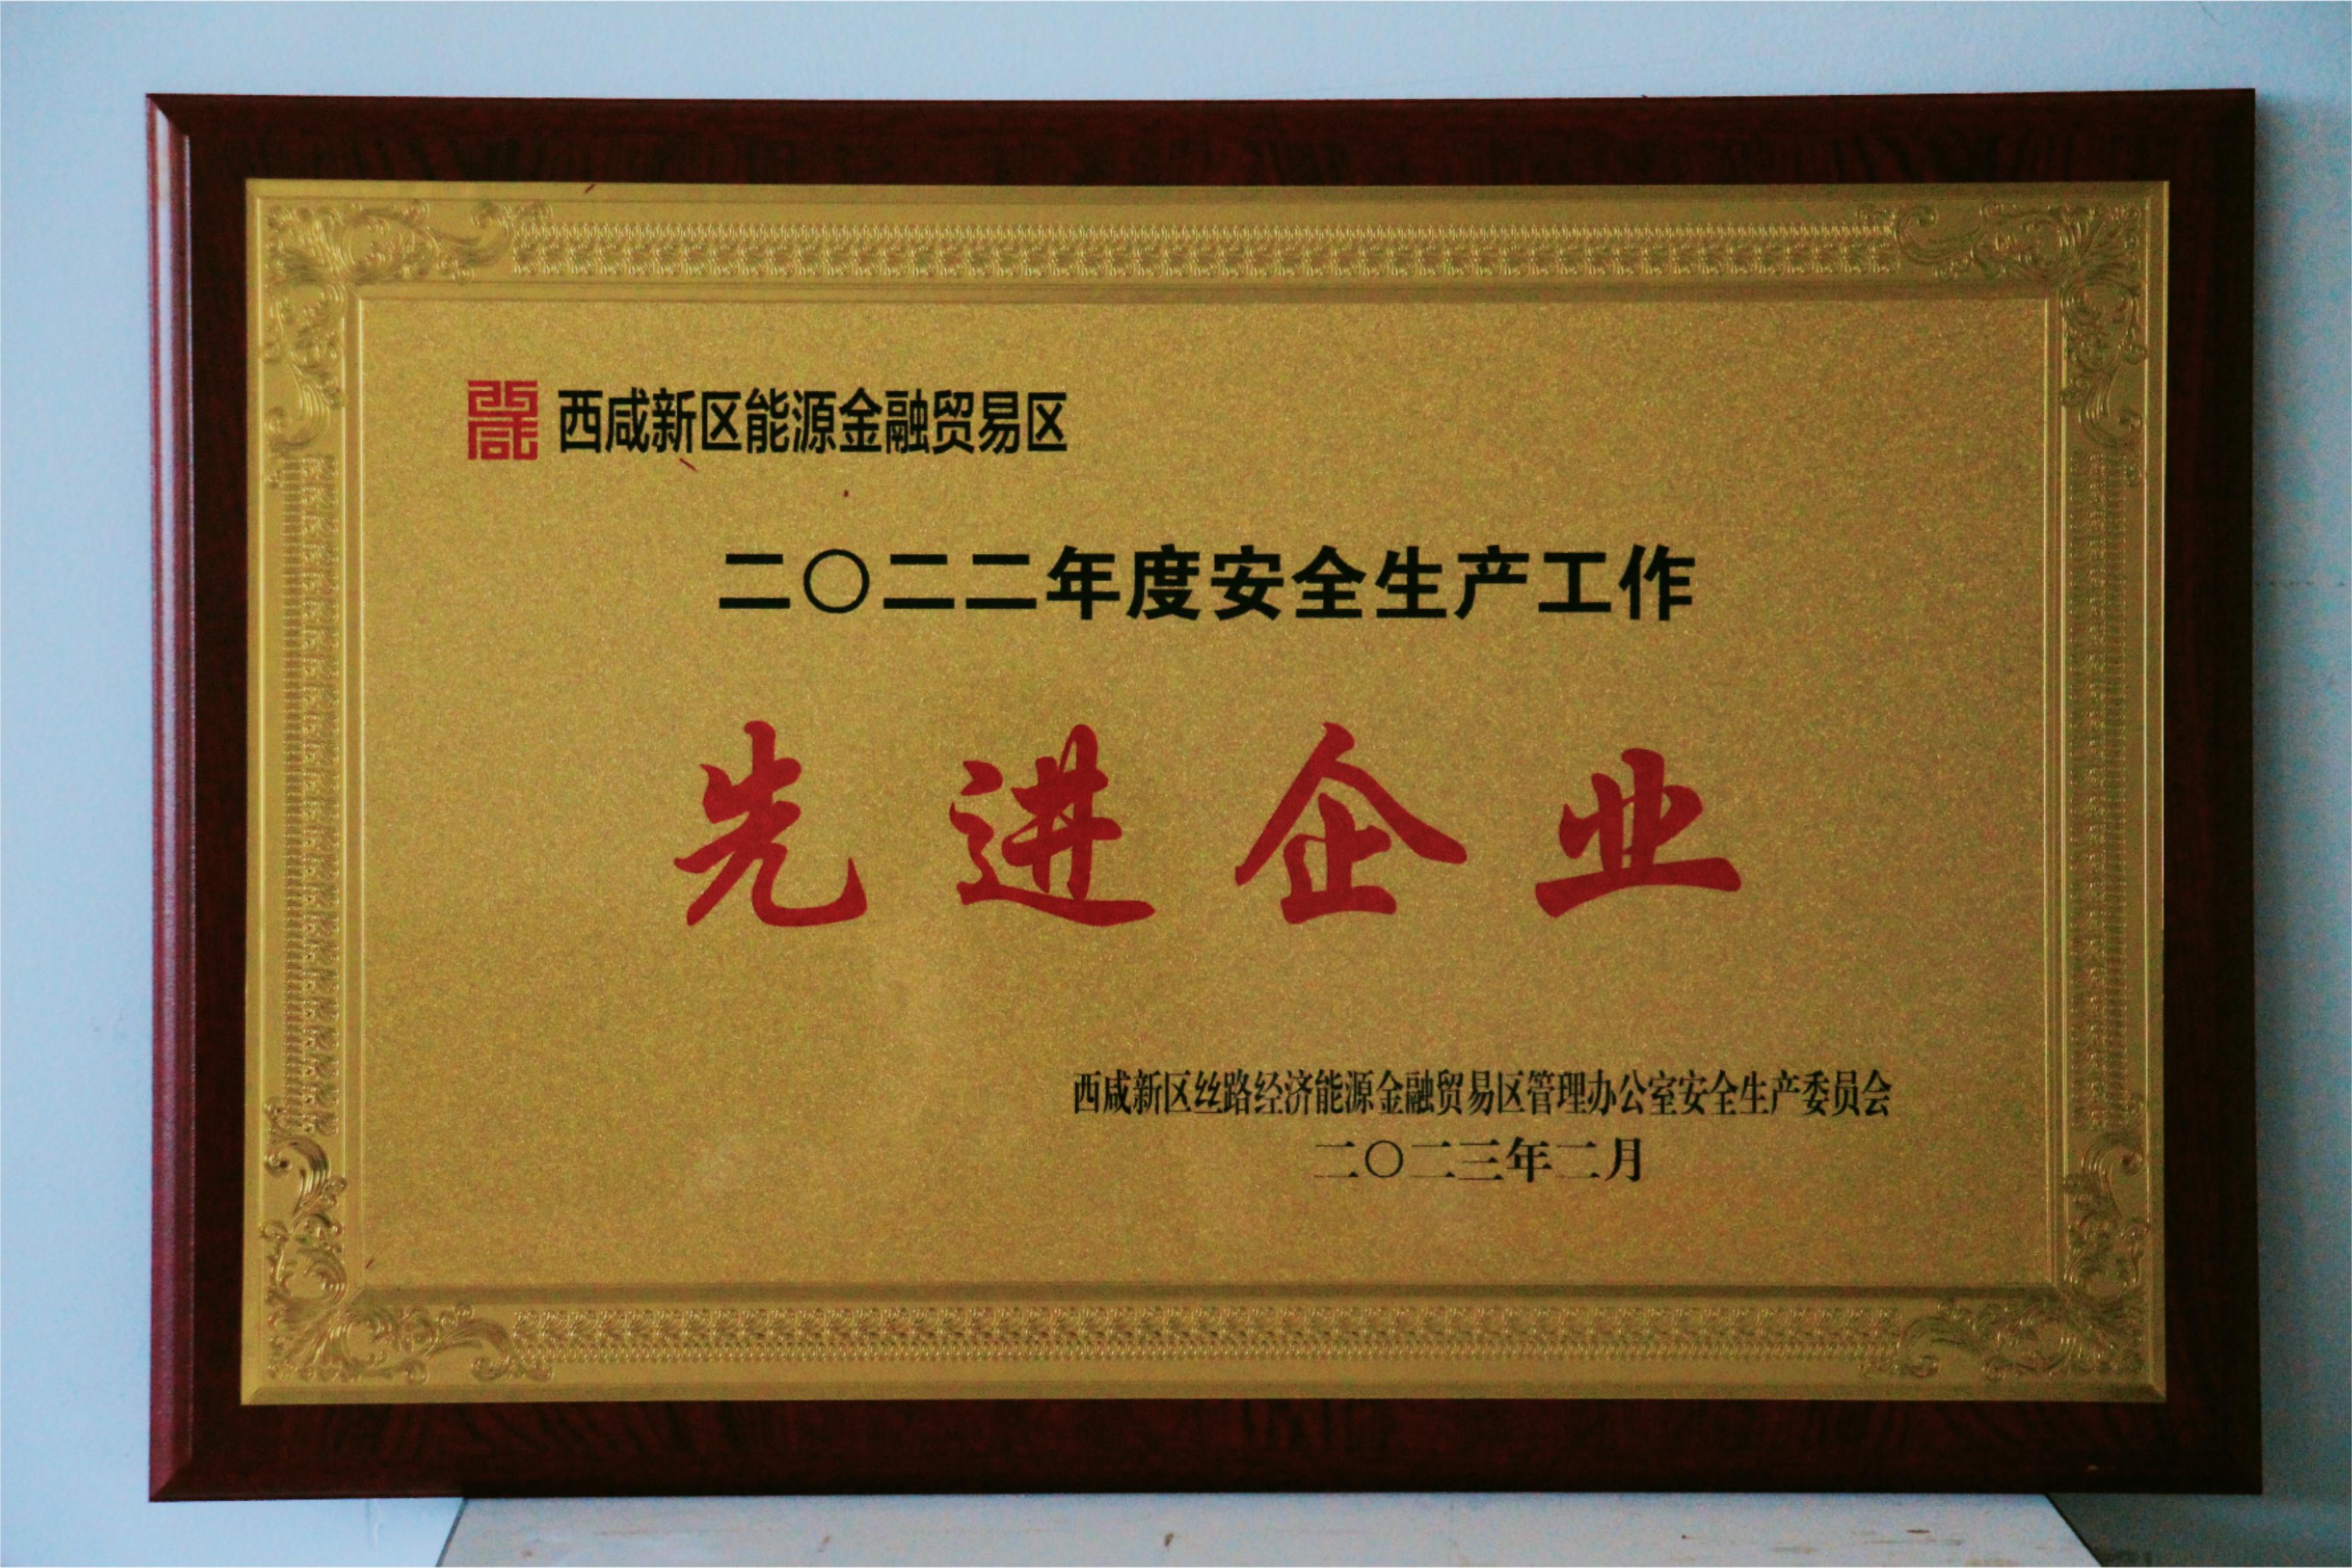 西咸 西咸新区能源金融贸易区
二〇二二年度安全生产工作
先进企业
西咸新区丝路经济能源金融贸易区管理办公室安全生产委员会
二〇二三年二月